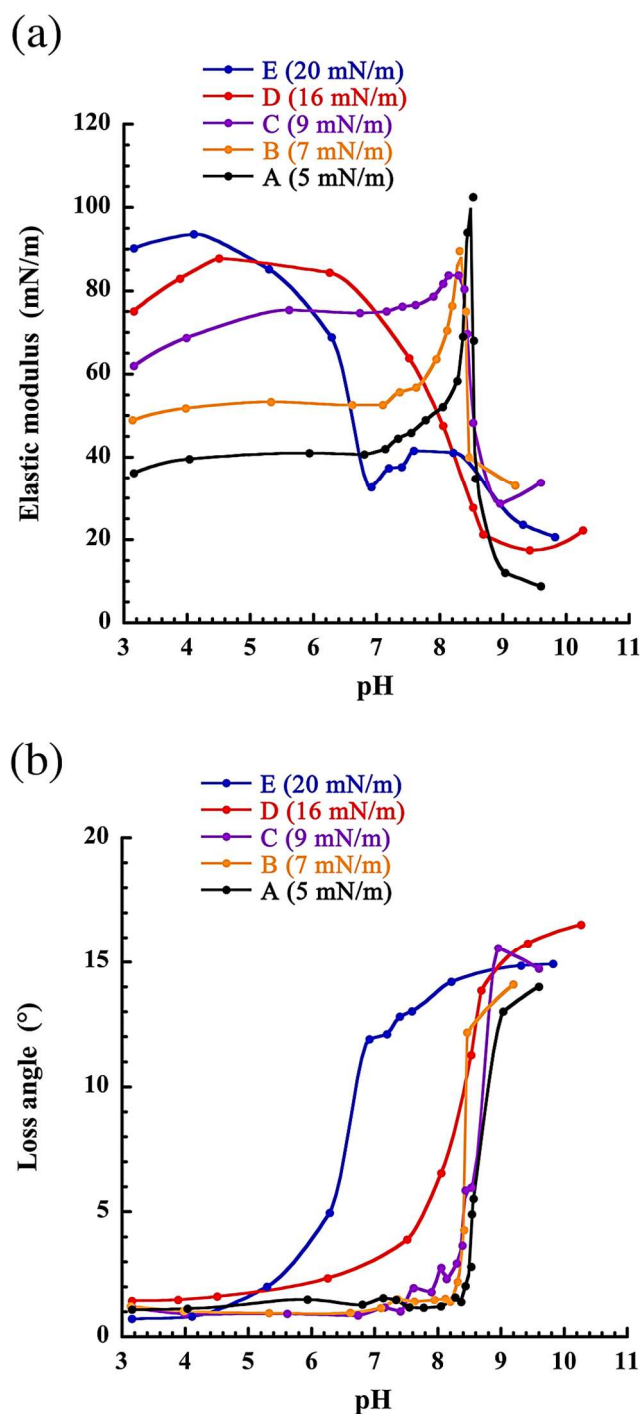 (a)
E (20 mN/m)
D (16 mN/m)
C (9 mN/m)
B (7 mN/m)
A (5 mN/m)
120
100
80
60
40
20
0
Elastic modulus (mN/m)
3 4 5 6 7 8 9 10 11
pH
(b)
E (20 mN/m)
D (16 mN/m)
C (9 mN/m)
B (7 mN/m)
A (5 mN/m)
20
15
10
5
0
Loss angle (°)
3 4 5 6 7 8 9 10 11
pH